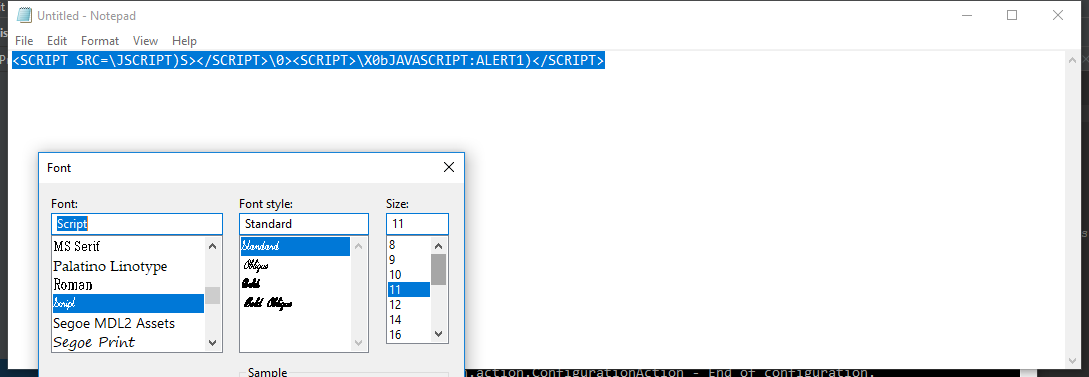 Untitled - Notepad
File Edit Format View Help
<SCRIPT SRC=\JSCRIPT)S></SCRIPT>\0><SCRIPT>\X0bJAVASCRIPT:ALERT1)</SCRIPT>
Font
Font: Font style: Size:
Script Standard 11
MS Serif
Palatino Linotype
Roman
Script
Segoe MDL2 Assets
Segoe Print
Standard
Oblique
Bold
Bold Oblique
8
9
10
11
12
14
16
Sample
.action.ConfigurationAction - End of configuration.